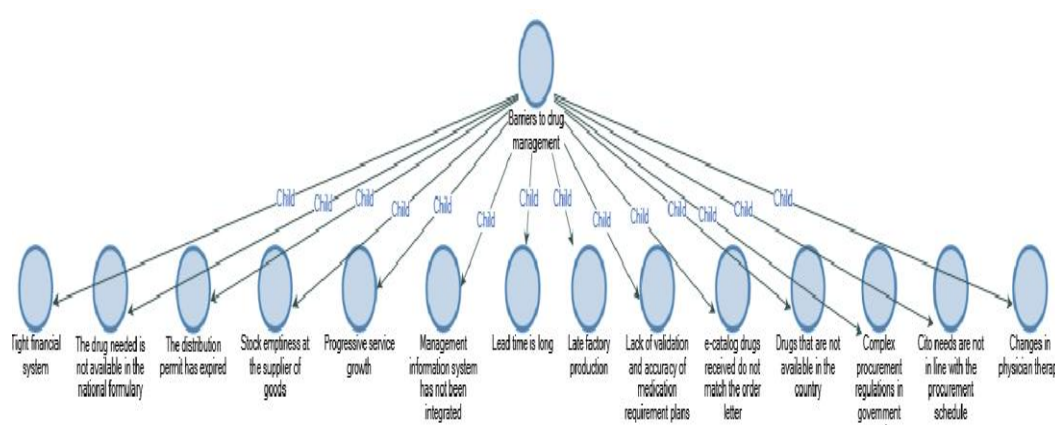 Barriers to drug
management
Child
Child
Child
Child
Child
Child
Child
Child
Child
Child
Child
Child
Child
Child
Tight financial
system
The drug needed is
not available in the
national formulary
The distribution
permit has expired
Stock emptiness at
the supplier of
goods
Progressive service
growth
Management
information system
has not been
integrated
Lead time is long
Late factory
production
Lack of validation
and accuracy of
medication
requirement plans
e-catalog drugs
received do not
match the order
letter
Drugs that are not
available in the
country
Complex
procurement
regulations in
government
Cito needs are not
in line with the
procurement
schedule
Changes in
physician therap